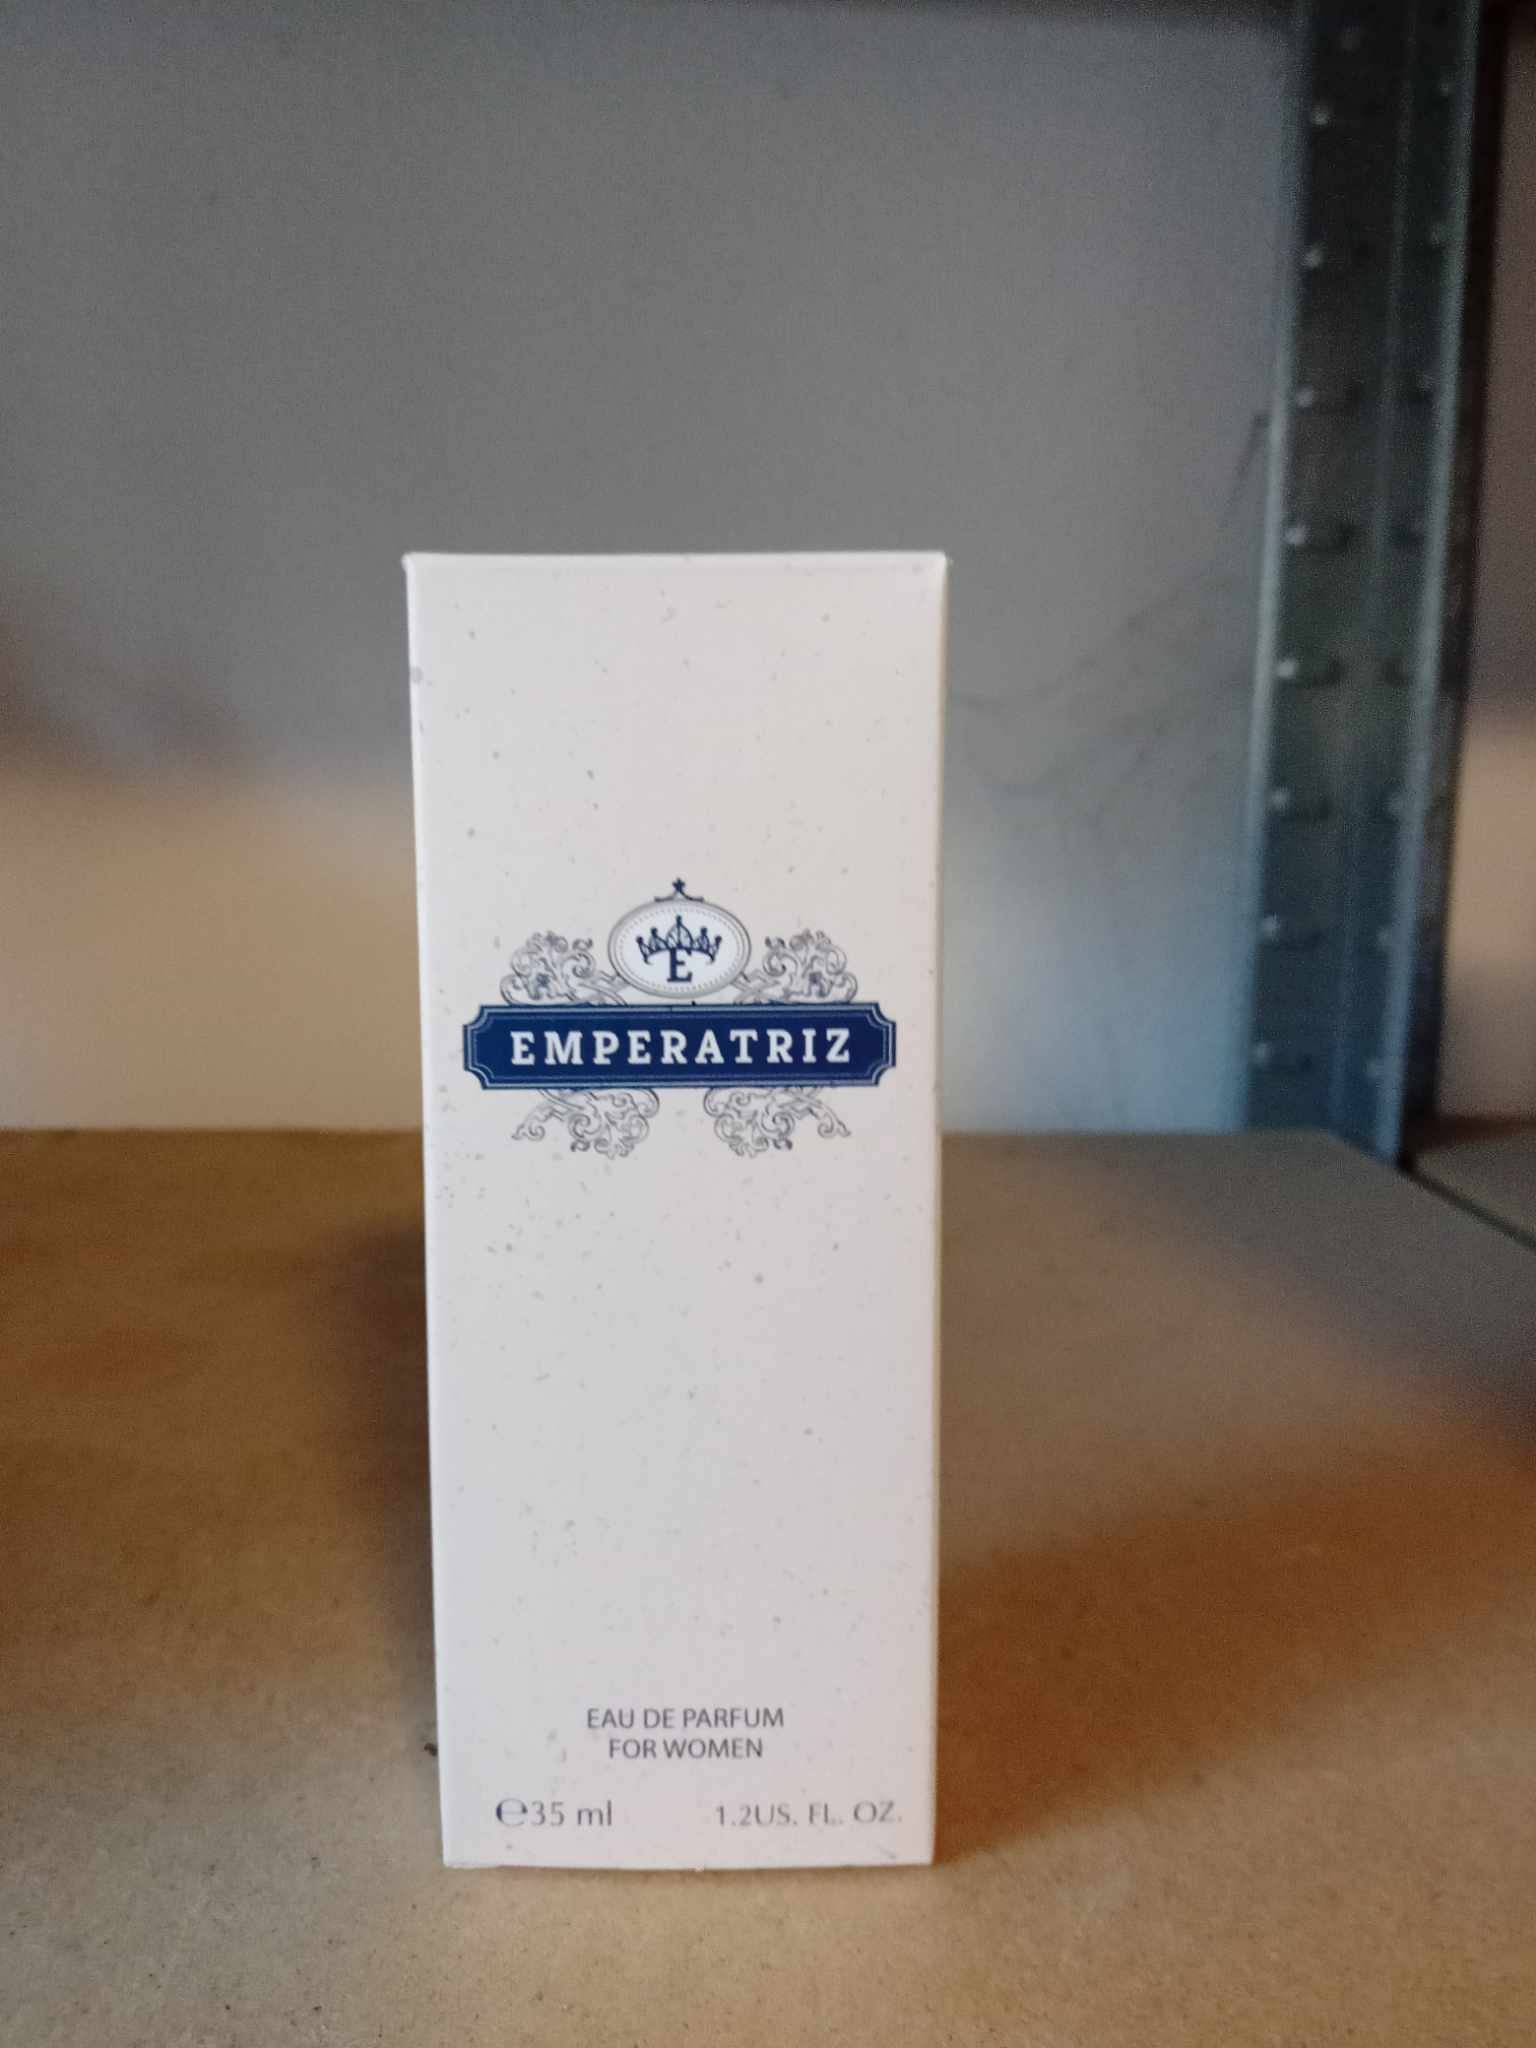 E
EMPERATRIZ
EAU DE PARFUM
FOR WOMEN
℮35 ml 1.2US. FL. OZ.